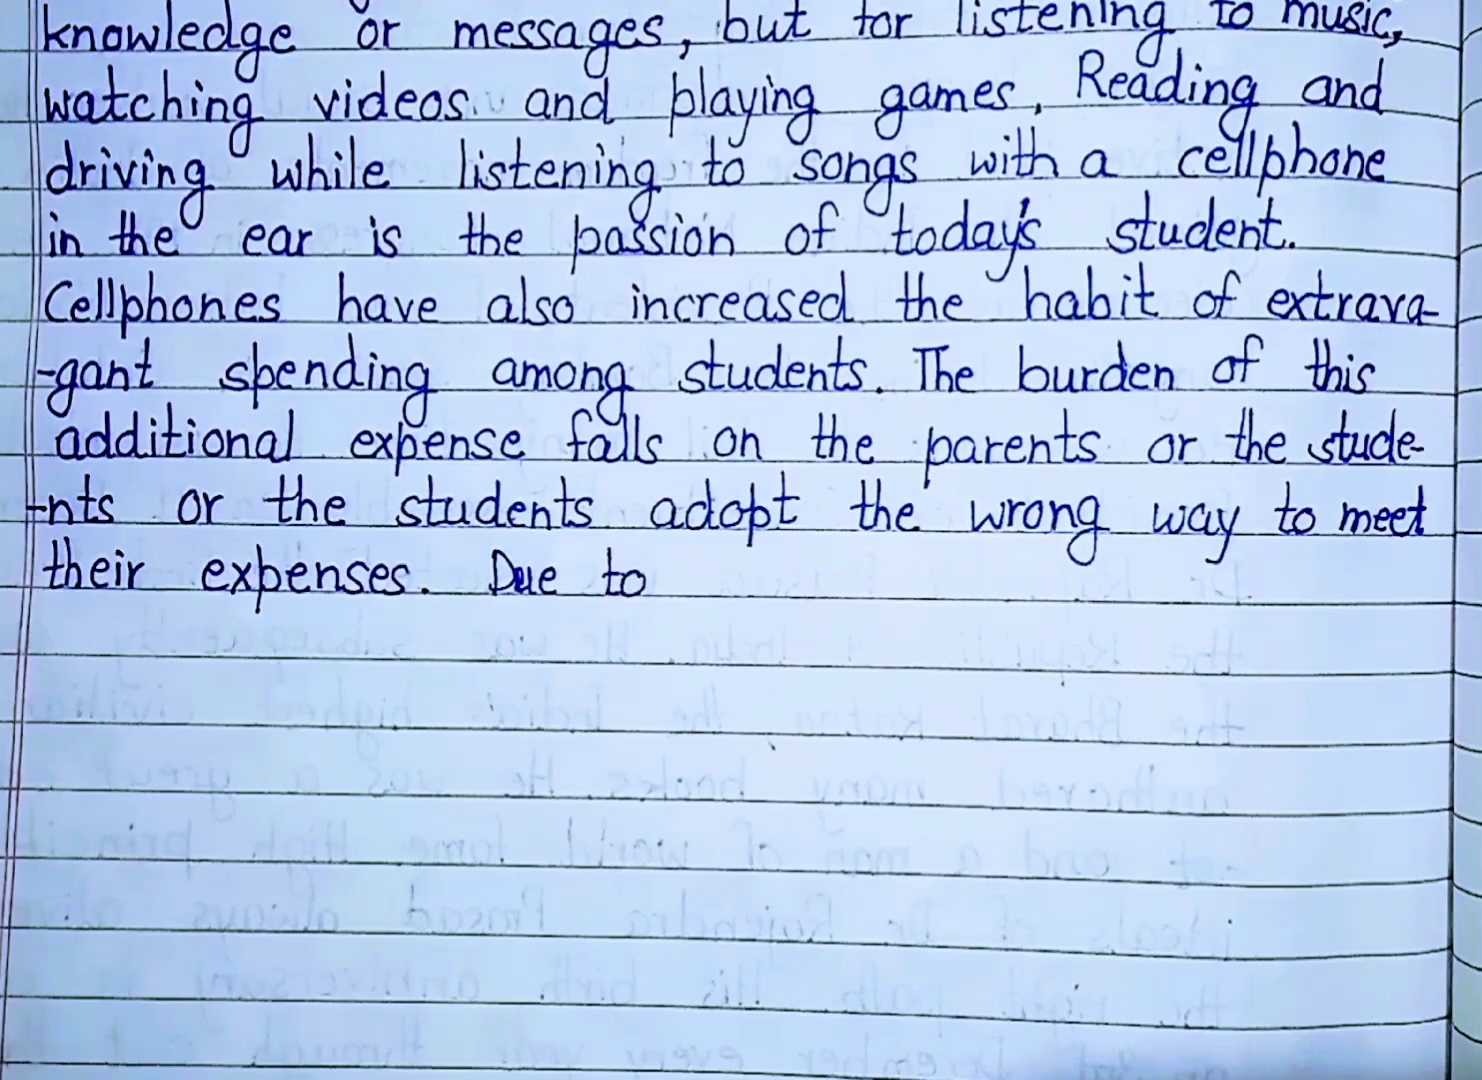 knowledge or messages, but for listening to music,
watching videos and playing games, Reading and
driving while listening to songs with a cellphone
in the ear is the passion of today's student.
Cellphones have also increased the habit of extrava-
-gant spending among students. The burden of this
additional expense falls on the parents or the stude-
-nts or the students adopt the wrong way to meet
their expenses. Due to